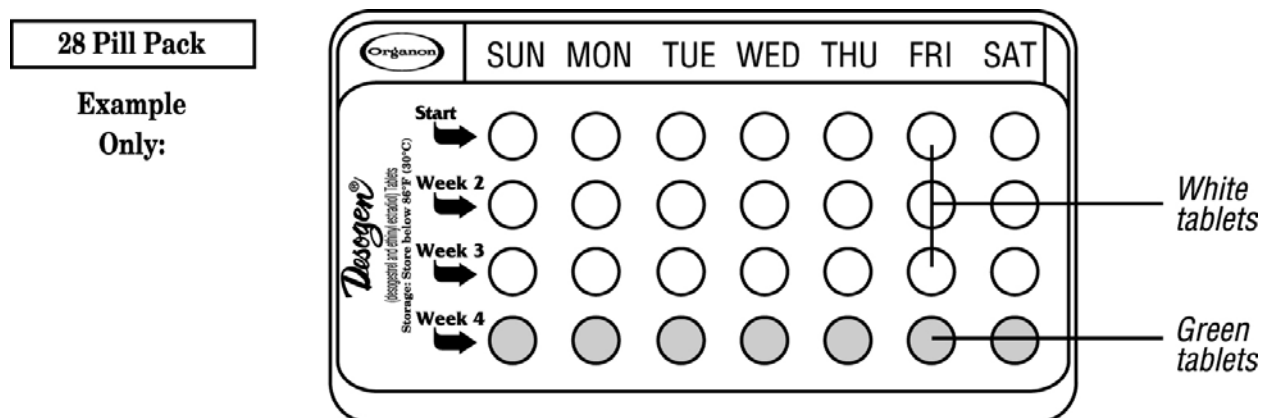 28 Pill Pack
Example
Only:
Organon
SUN MON TUE WED THU FRI SAT
Start
Week 2
Week 3
Week 4
Desogen®
(desogestrel and ethinyl estradiol) Tablets
Storage: Store below 86°F (30°C)
White
tablets
Green
tablets